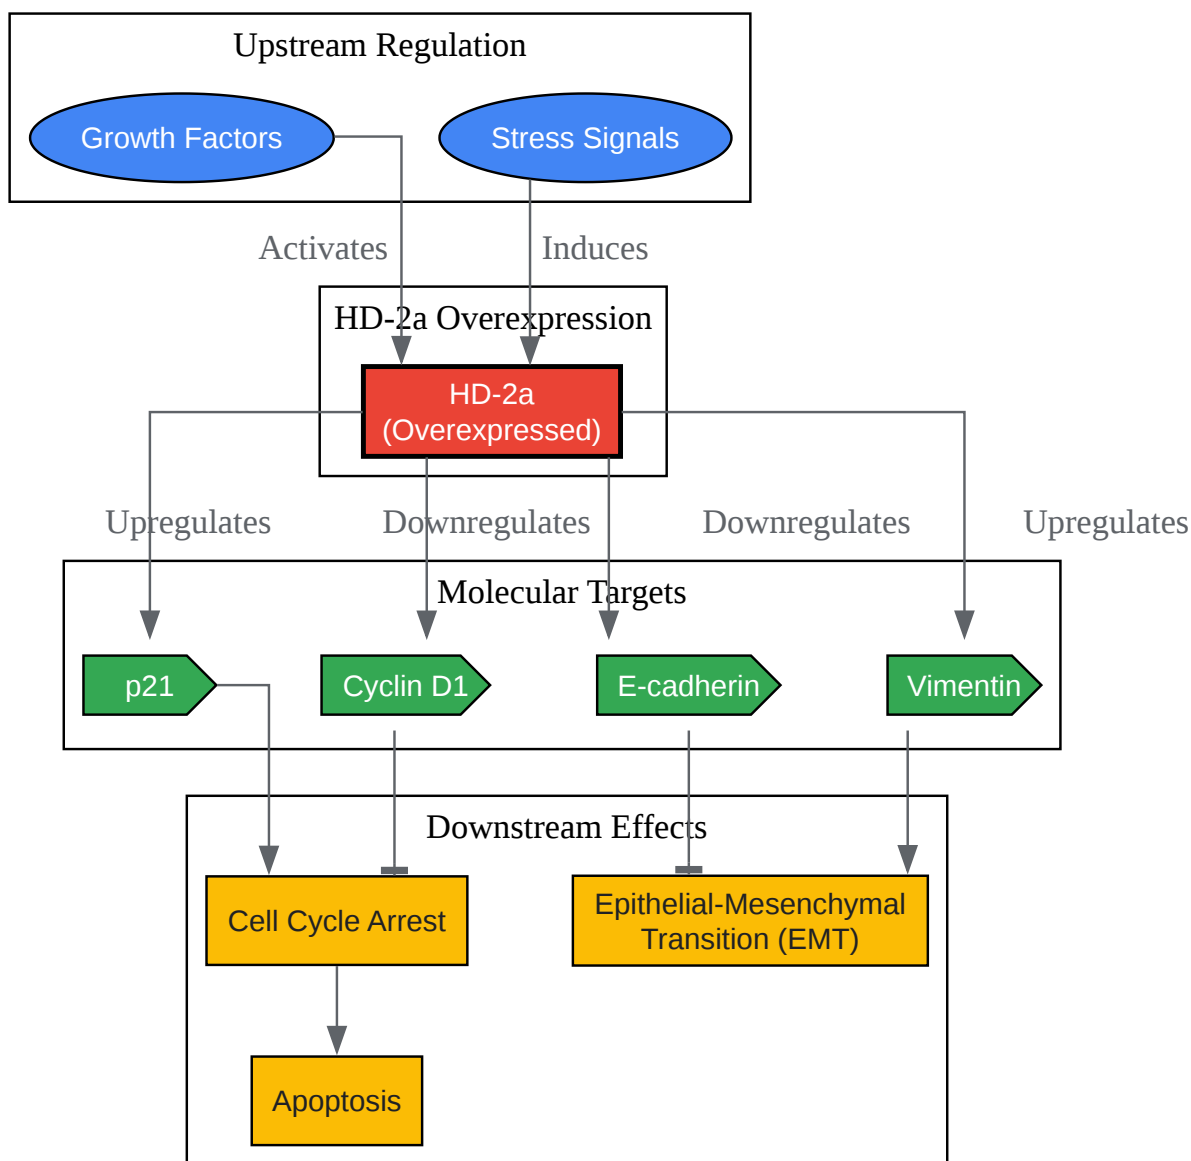 Upstream Regulation
Growth Factors
Stress Signals
Activates
Induces
HD-2a Overexpression
HD-2a
(Overexpressed)
Upregulates
Downregulates
Downregulates
Upregulates
Molecular Targets
p21
Cyclin D1
E-cadherin
Vimentin
Downstream Effects
Cell Cycle Arrest
Epithelial-Mesenchymal
Transition (EMT)
Apoptosis